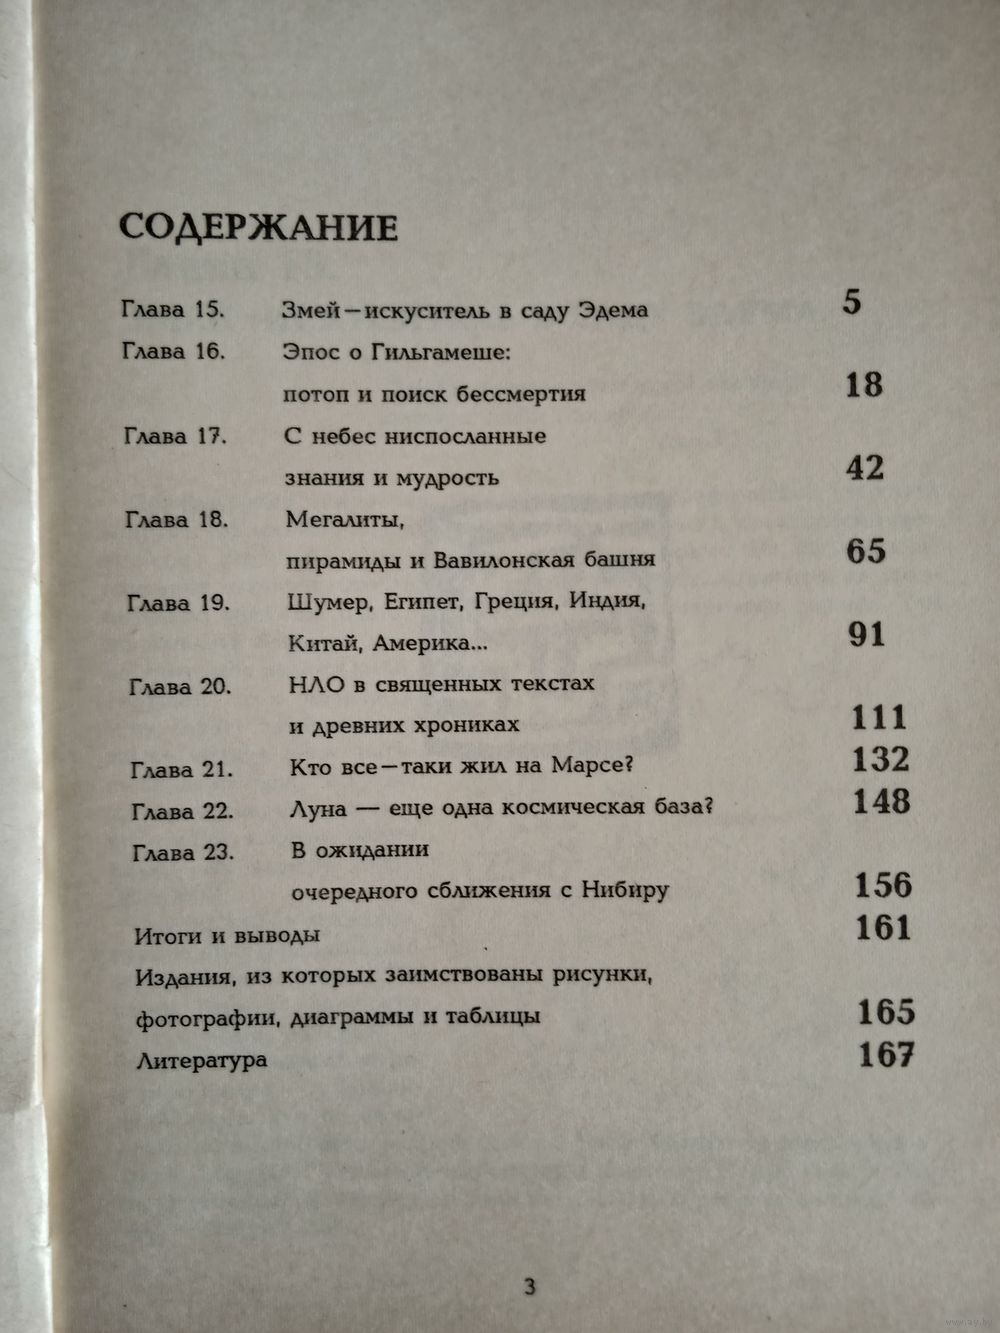 СОДЕРЖАНИЕ
Глава 15. Змей—искуситель в саду Эдема 5
Глава 16. Эпос о Гильгамеше:
потоп и поиск бессмертия 18
Глава 17. С небес ниспосланные
знания и мудрость 42
Глава 18. Мегалиты,
пирамиды и Вавилонская башня 65
Глава 19. Шумер, Египет, Греция, Индия,
Китай, Америка... 91
Глава 20. НЛО в священных текстах
и древних хрониках 111
Глава 21. Кто все—таки жил на Марсе? 132
Глава 22. Луна — еще одна космическая база? 148
Глава 23. В ожидании
очередного сближения с Нибиру 156
Итоги и выводы 161
Издания, из которых заимствованы рисунки,
фотографии, диаграммы и таблицы 165
Литература 167
3
www.ay.by